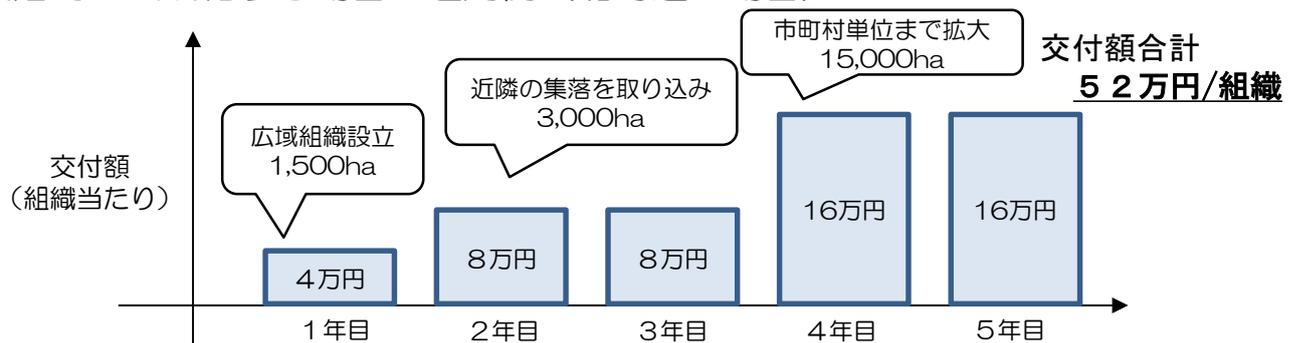 市町村単位まで拡大
15,000ha
交付額合計
５２万円/組織
近隣の集落を取り込み
3,000ha
広域組織設立
1,500ha
交付額
（組織当たり）
４万円
８万円
８万円
16万円
16万円
１年目
２年目
３年目
４年目
５年目